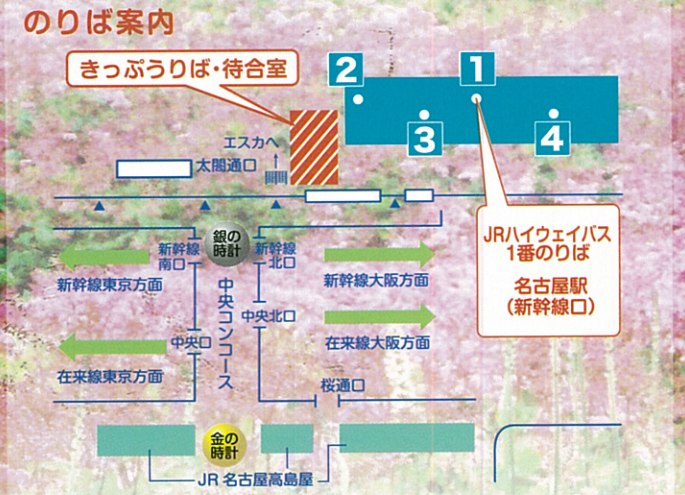 のりば案内
きっぷうりば・待合室
2
1
3
4
エスカへ
太閤通口
JRハイウェイバス
1番のりば
名古屋駅
（新幹線口）
銀の
時計
新幹線
南口
新幹線
北口
新幹線東京方面
新幹線大阪方面
中央コンコース
中央北口
中央口
在来線東京方面
在来線大阪方面
桜通口
金の
時計
JR名古屋高島屋